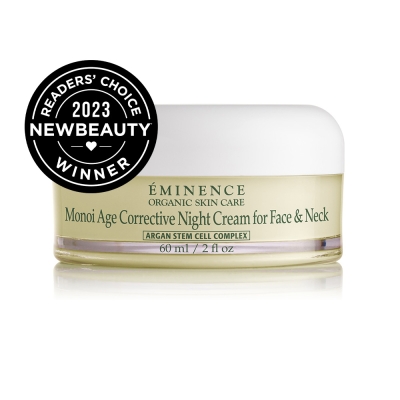 READERS' CHOICE
2023
NEWBEAUTY
WINNER
ÉMINENCE
ORGANIC SKIN CARE
Monoi Age Corrective Night Cream for Face & Neck
ARGAN STEM CELL COMPLEX
60 ml / 2 fl oz